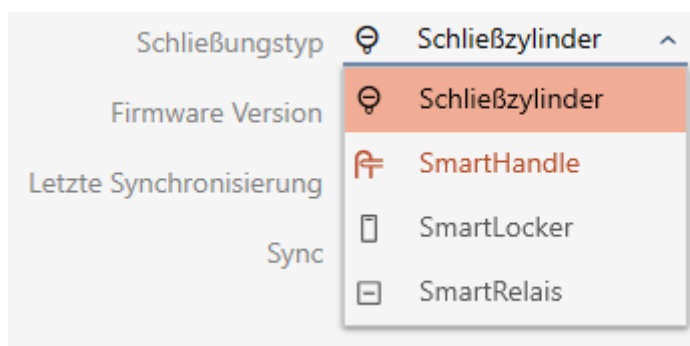 Schließungstyp Schließzylinder
Firmware Version Schließzylinder
SmartHandle
Letzte Synchronisierung
SmartLocker
Sync
SmartRelais